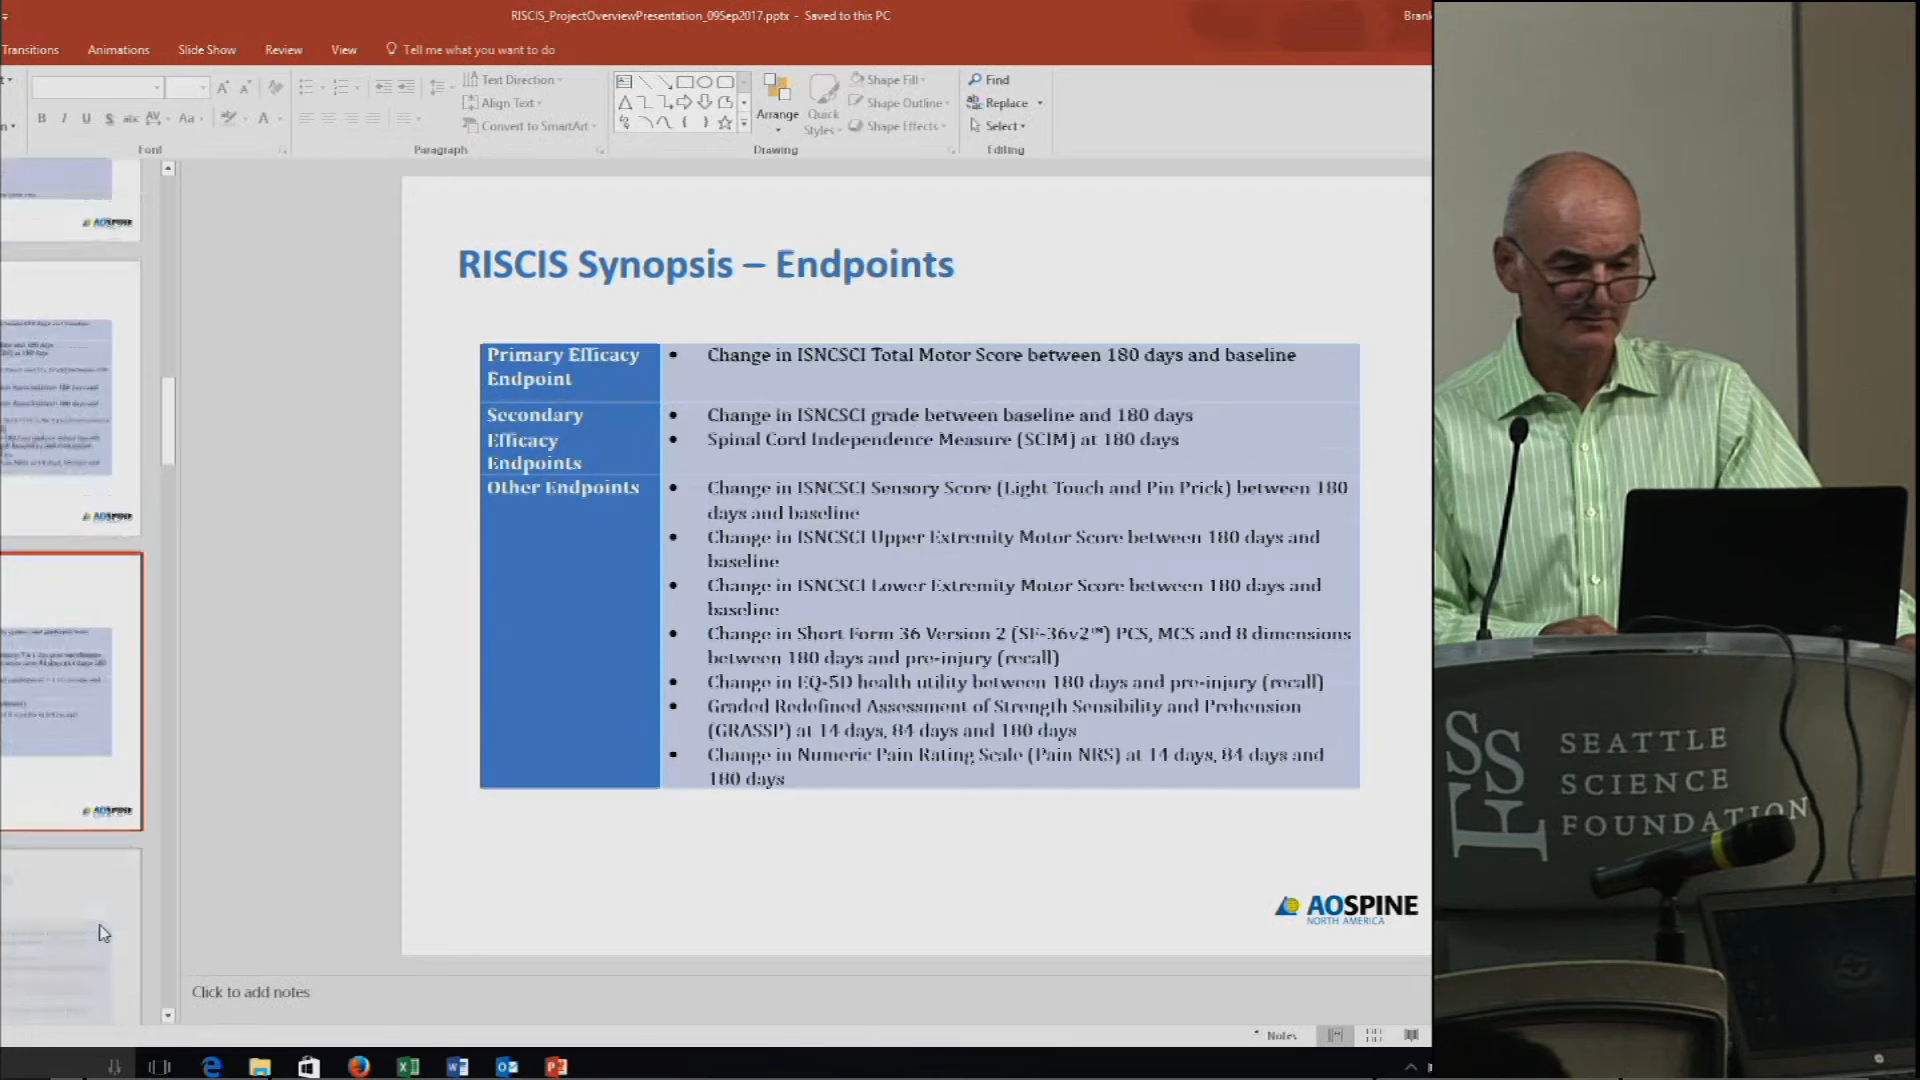 RISCIS_ProjectOverviewPresentation_09Sep2017.pptx - Saved to this PC
Brank
Transitions Animations Slide Show Review View Tell me what you want to do
Text Direction
Shape Fill
Find
Align Text
Arrange
Quick
Styles
Shape Outline
Replace
Convert to SmartArt
Shape Effects
Select
Font
Paragraph
Drawing
Editing
RISCIS Synopsis – Endpoints
Primary Efficacy
Endpoint
• Change in ISNCSCI Total Motor Score between 180 days and baseline
Secondary
Efficacy
Endpoints
• Change in ISNCSCI grade between baseline and 180 days
• Spinal Cord Independence Measure (SCIM) at 180 days
Other Endpoints
• Change in ISNCSCI Sensory Score (Light Touch and Pin Prick) between 180
days and baseline
• Change in ISNCSCI Upper Extremity Motor Score between 180 days and
baseline
• Change in ISNCSCI Lower Extremity Motor Score between 180 days and
baseline
• Change in Short Form 36 Version 2 (SF-36v2™) PCS, MCS and 8 dimensions
between 180 days and pre-injury (recall)
• Change in EQ-5D health utility between 180 days and pre-injury (recall)
• Graded Redefined Assessment of Strength Sensibility and Prehension
(GRASSP) at 14 days, 84 days and 180 days
• Change in Numeric Pain Rating Scale (Pain NRS) at 14 days, 84 days and
180 days
AOSPINE
NORTH AMERICA
AOSPINE
AOSPINE
AOSPINE
Click to add notes
Notes
SSF
SEATTLE
SCIENCE
FOUNDATION